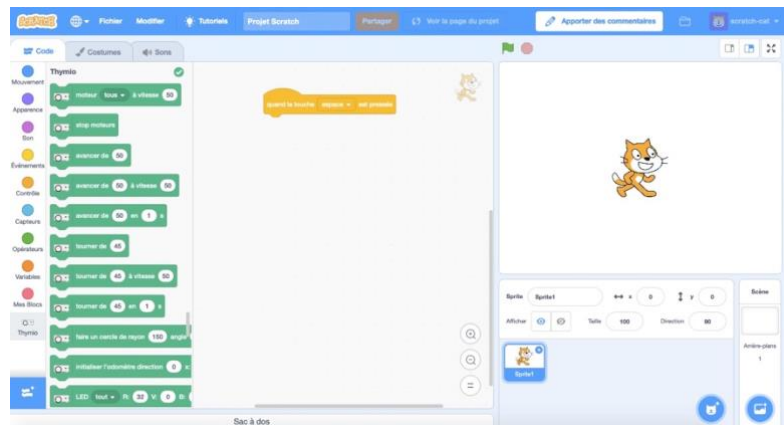 SCRATCH Fichier Modifier Tutoriels Projet Scratch Partager Voir la page du projet Apporter des commentaires scratch-cat
Code Costumes Sons
Mouvement
Apparence
Son
Événements
Contrôle
Capteurs
Opérateurs
Variables
Mes Blocs
Thymio
Thymio
moteur tous à vitesse 50
stop moteurs
avancer de 50
avancer de 50 à vitesse 50
avancer de 50 en 1 s
tourner de 45
tourner de 45 à vitesse 50
tourner de 45 en 1 s
faire un cercle de rayon 150 angle
initialiser l'odomètre direction 0 x:
LED tout R: 32 V: 0 B:
quand la touche espace est pressée
Sprite Sprite1 x 0 y 0
Afficher Taille 100 Direction 90
Sprite1
Scène
Arrière-plans
1
Sac à dos